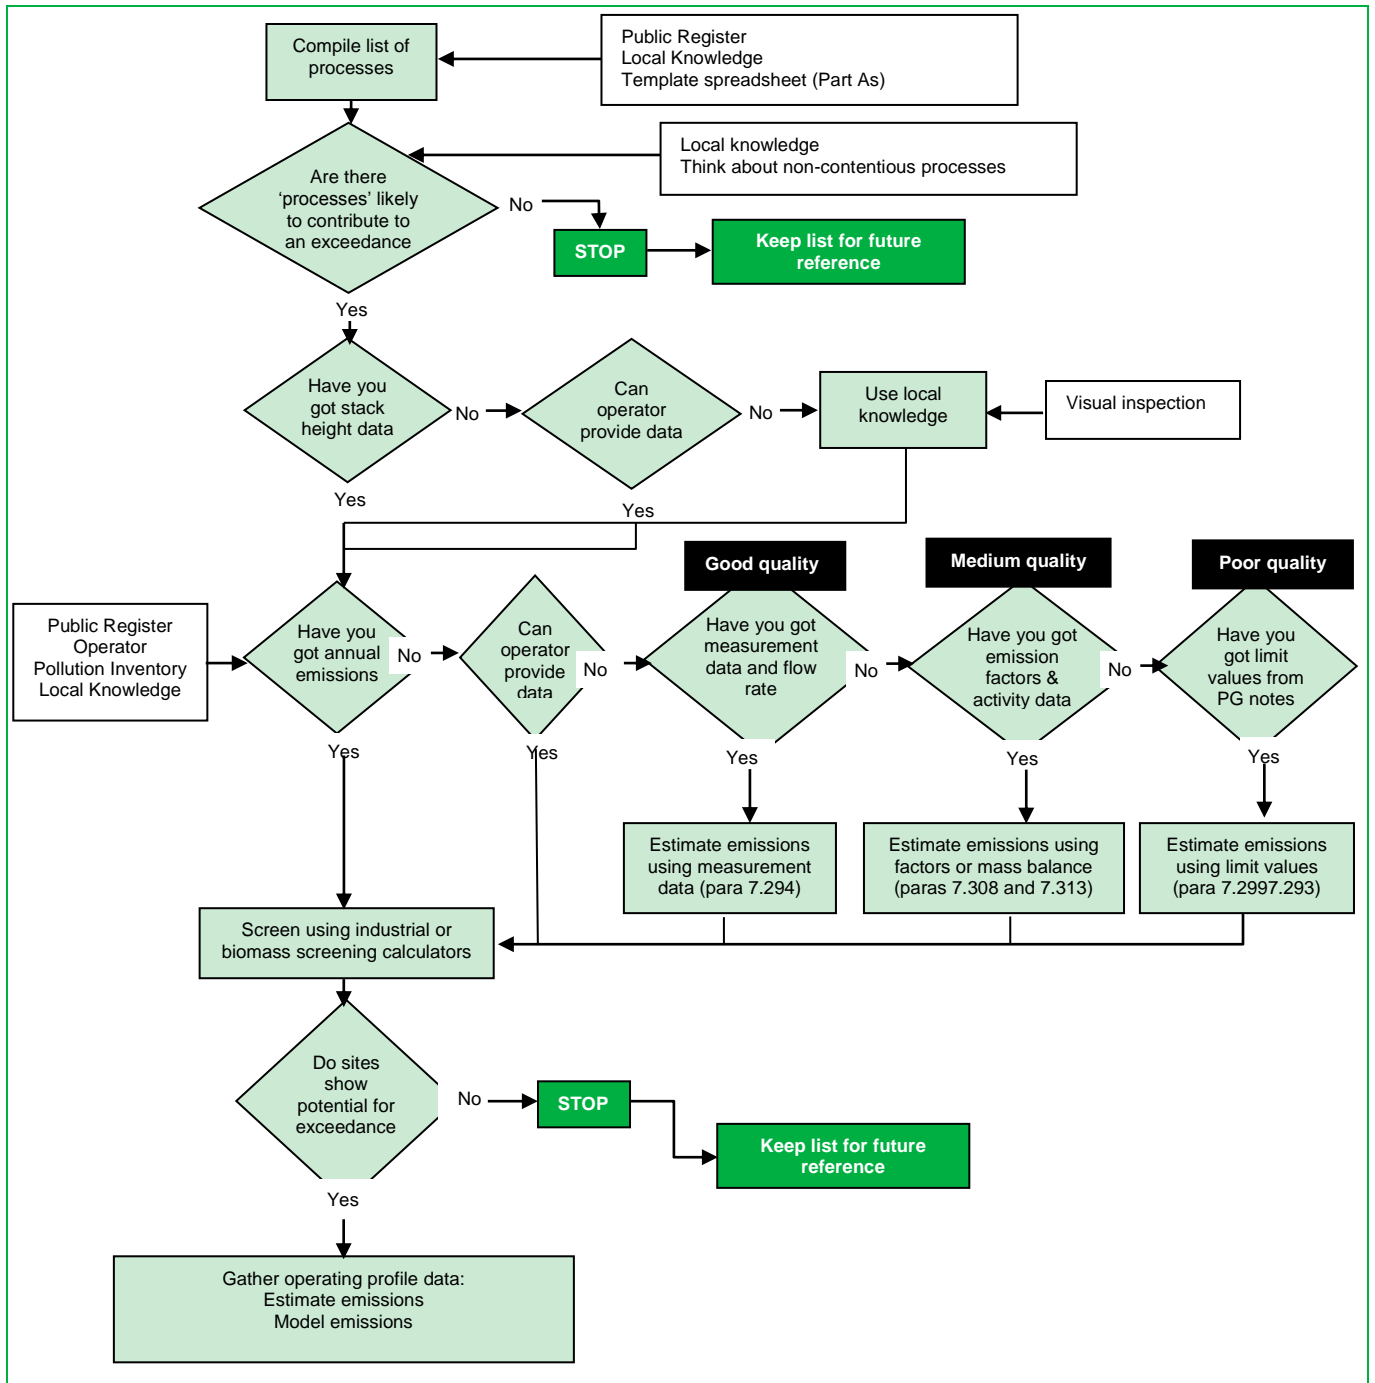 Compile list of
processes
Public Register
Local Knowledge
Template spreadsheet (Part As)
Local knowledge
Think about non-contentious processes
Are there
‘processes’ likely
to contribute to
an exceedance
No
STOP
Keep list for future
reference
Yes
Have you
got stack
height data
No
Can
operator
provide data
No
Use local
knowledge
Visual inspection
Yes
Yes
Good quality
Medium quality
Poor quality
Public Register
Operator
Pollution Inventory
Local Knowledge
Have you
got annual
emissions
No
Can
operator
provide
data
No
Have you got
measurement
data and flow
rate
No
Have you got
emission
factors &
activity data
No
Have you
got limit
values from
PG notes
Yes
Yes
Yes
Yes
Yes
Estimate emissions
using measurement
data (para 7.294)
Estimate emissions using
factors or mass balance
(paras 7.308 and 7.313)
Estimate emissions
using limit values
(para 7.2997.293)
Screen using industrial or
biomass screening calculators
Do sites
show
potential for
exceedance
No
STOP
Keep list for future
reference
Yes
Gather operating profile data:
Estimate emissions
Model emissions